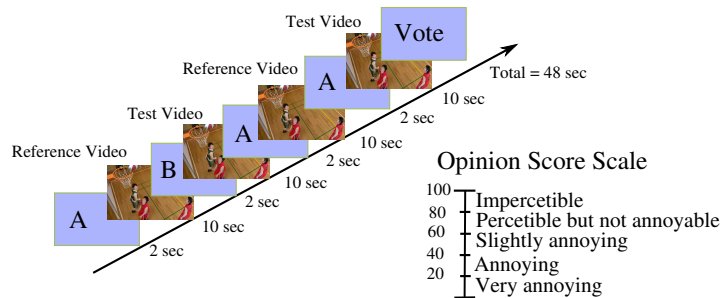 Test Video
Vote
Reference Video
A
Total = 48 sec
Test Video
A
10 sec
2 sec
Reference Video
B
10 sec
2 sec
A
10 sec
2 sec
10 sec
2 sec
Opinion Score Scale
100
Impercetible
80
Percetible but not annoyable
60
Slightly annoying
40
Annoying
20
Very annoying